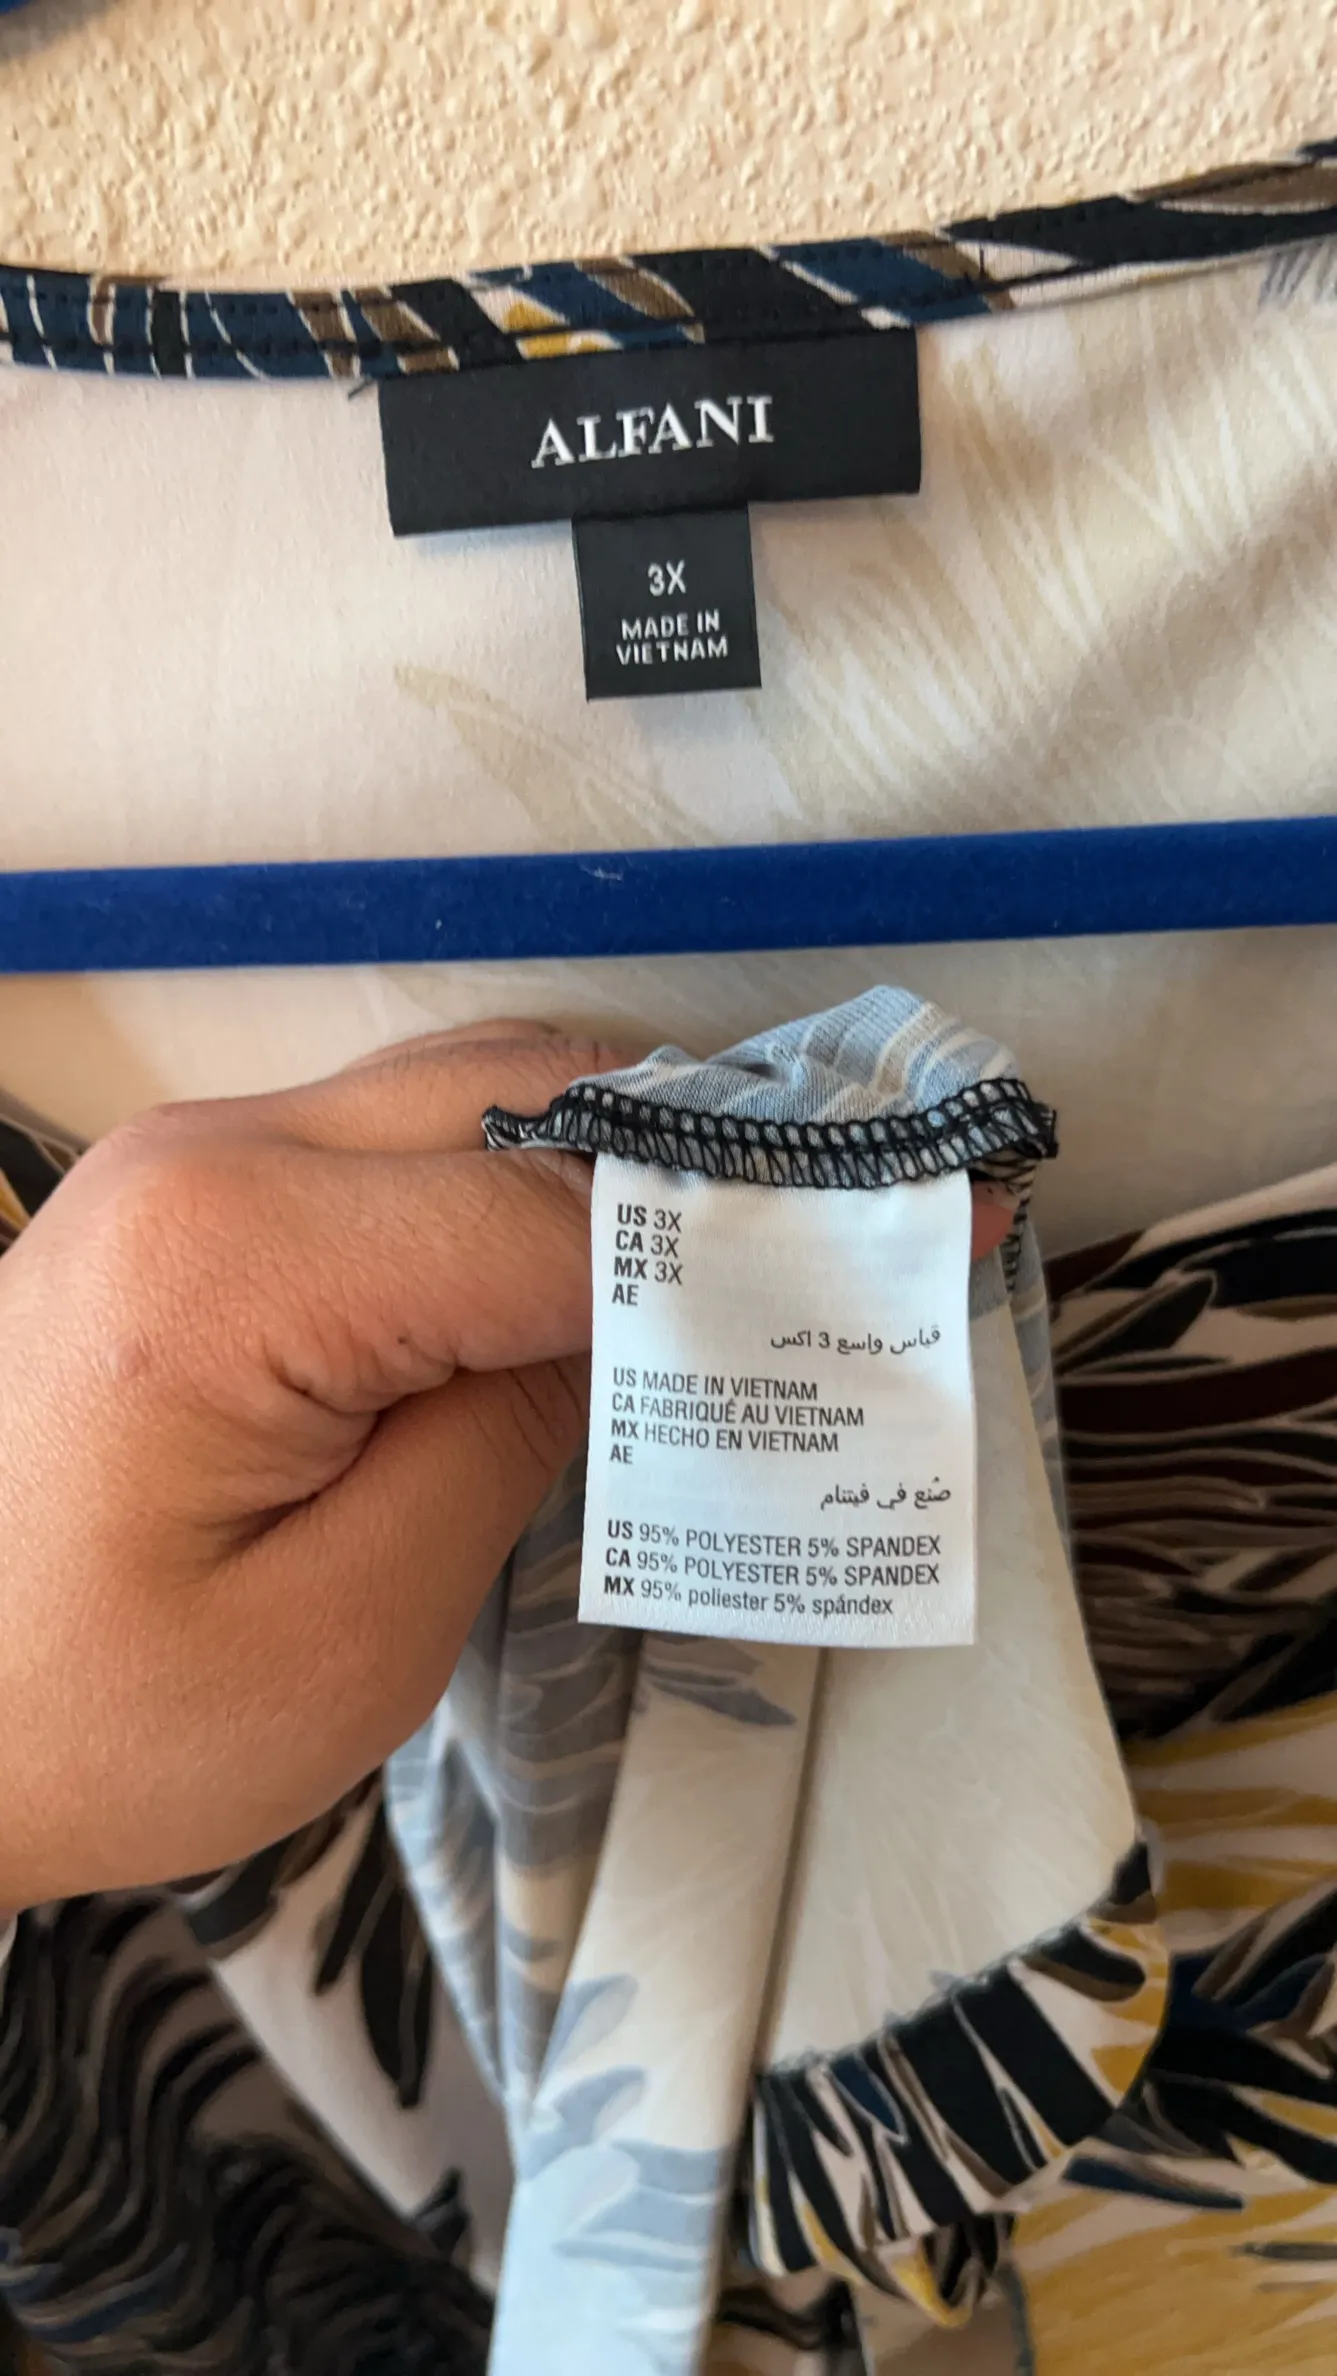 ALFANI
3X
MADE IN
VIETNAM
US 3X
CA 3X
MX 3X
AE
قياس واسع 3 اكس
US MADE IN VIETNAM
CA FABRIQUÉ AU VIETNAM
MX HECHO EN VIETNAM
AE
صُنع في فيتنام
US 95% POLYESTER 5% SPANDEX
CA 95% POLYESTER 5% SPANDEX
MX 95% poliester 5% spándex